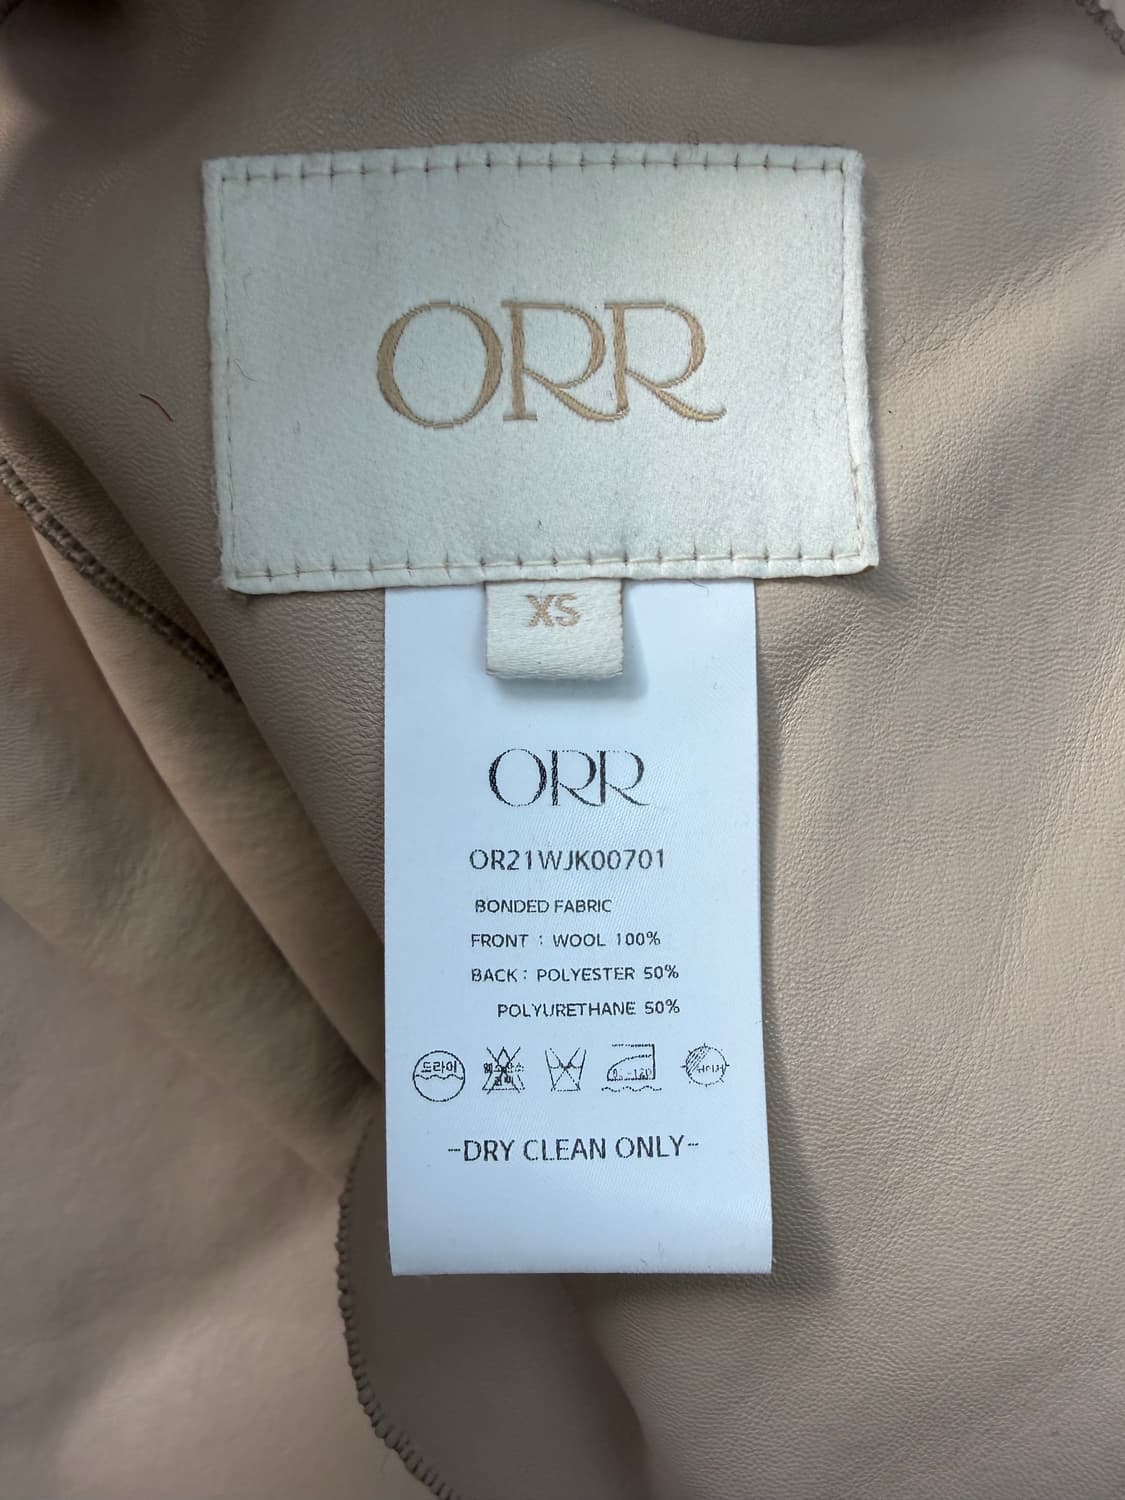 ORR
XS
ORR
OR21WJK00701
BONDED FABRIC
FRONT : WOOL 100%
BACK : POLYESTER 50%
POLYURETHANE 50%
드라이
-DRY CLEAN ONLY-